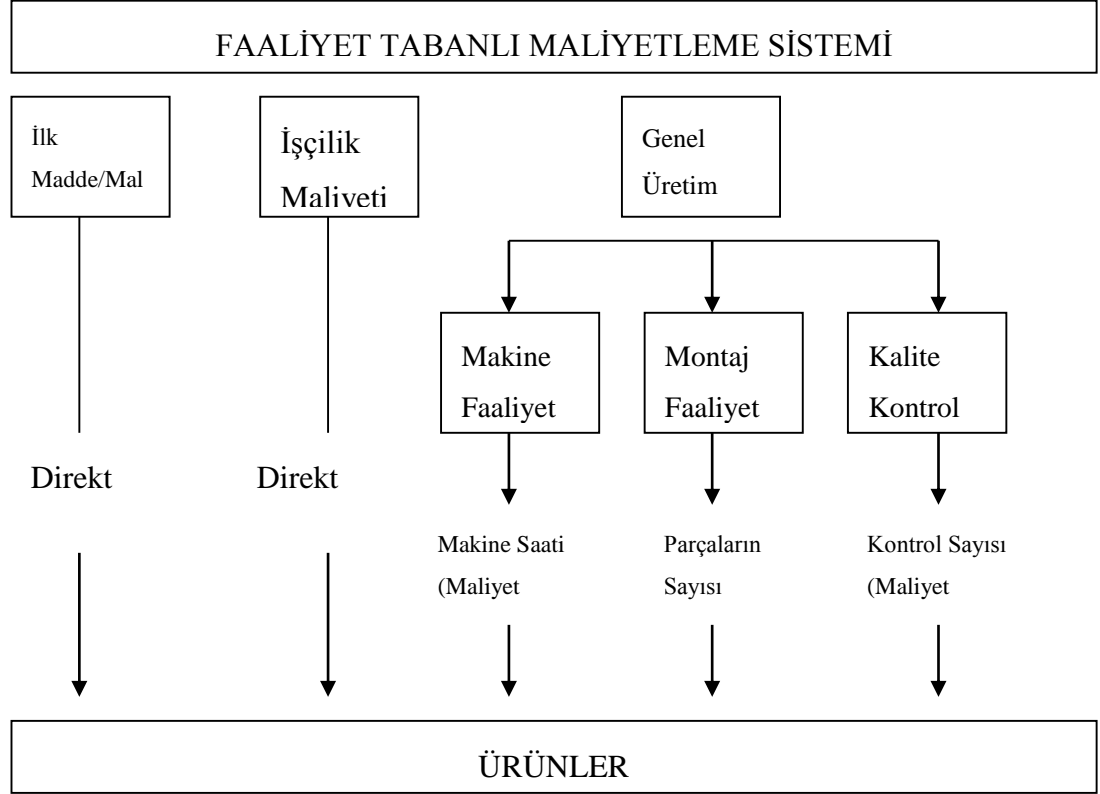 FAALİYET TABANLI MALİYETLEME SİSTEMİ
İlk
Madde/Mal
İşçilik
Maliyeti
Genel
Üretim
Makine
Faaliyet
Montaj
Faaliyet
Kalite
Kontrol
Direkt
Direkt
Makine Saati
(Maliyet
Parçaların
Sayısı
Kontrol Sayısı
(Maliyet
ÜRÜNLER